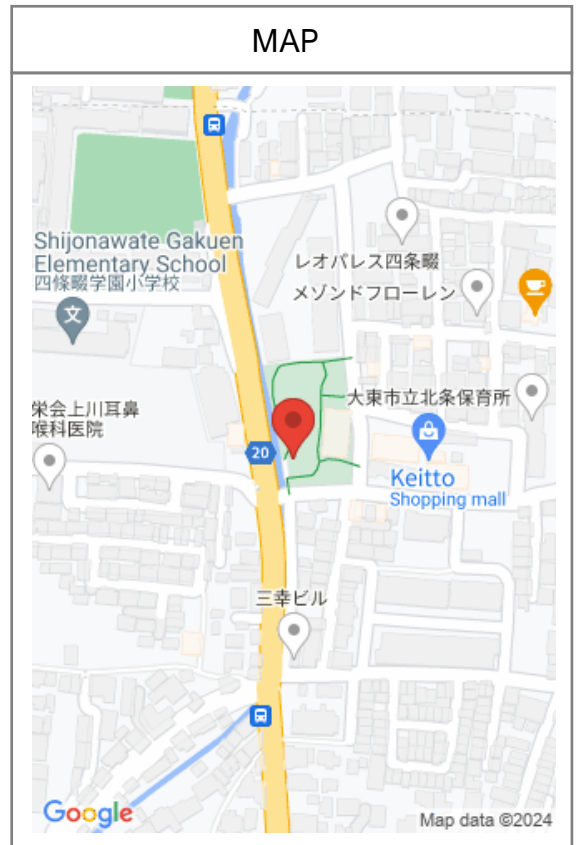 MAP
Shijonawate Gakuen
Elementary School
四條畷学園小学校
文
レオパレス四条畷
メゾンドフローレン
大東市立北条保育所
栄会上川耳鼻
喉科医院
20
Keitto
Shopping mall
三幸ビル
Google
Map data ©2024